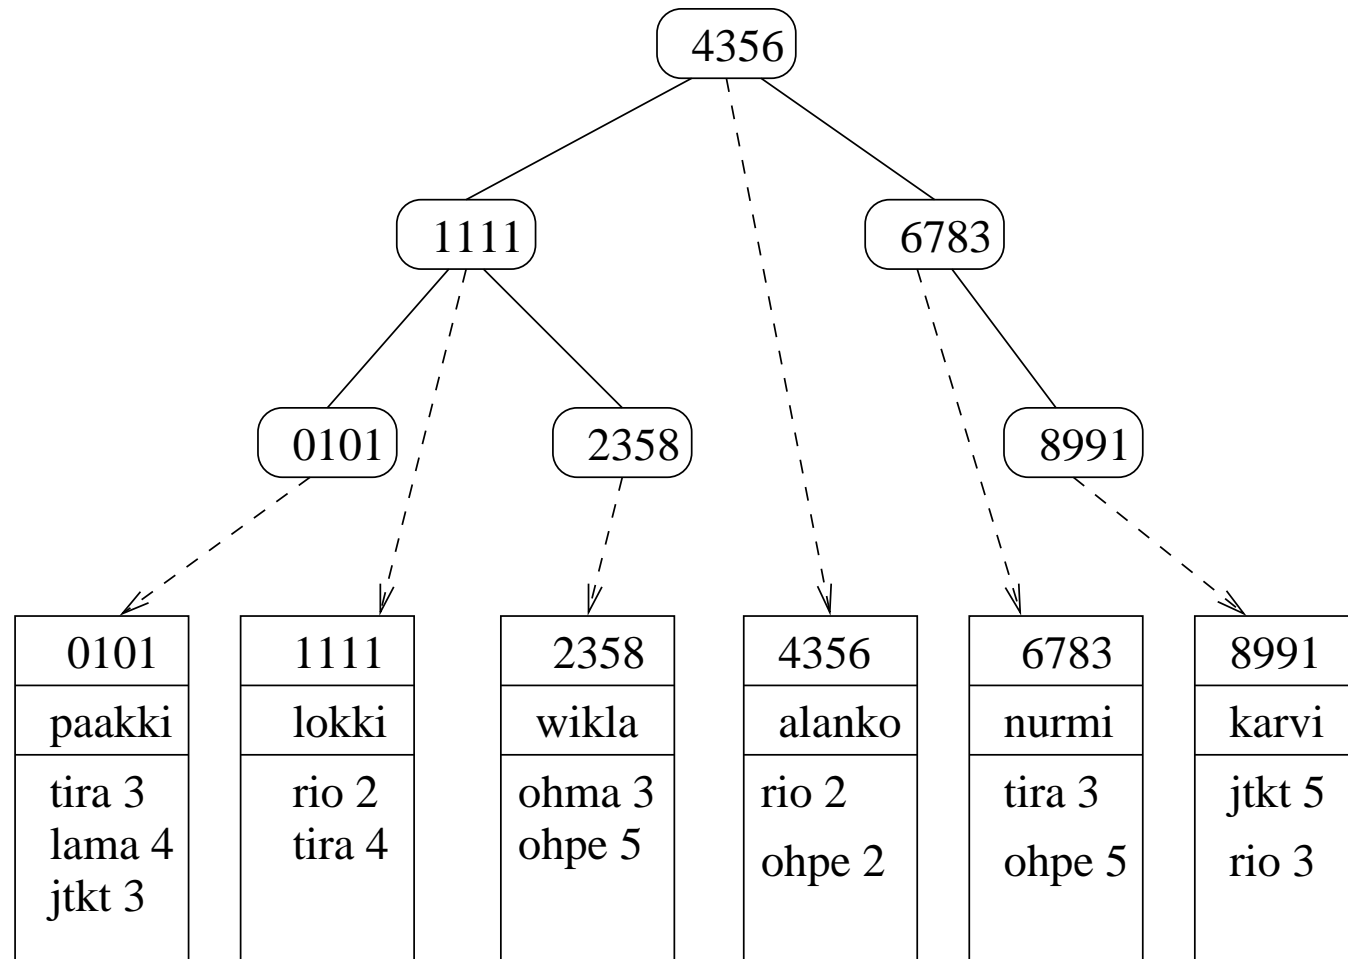 4356
1111
6783
0101
2358
8991
0101
paakki
tira 3
lama 4
jtkt 3
1111
lokki
rio 2
tira 4
2358
wikla
ohma 3
ohpe 5
4356
alanko
rio 2
ohpe 2
6783
nurmi
tira 3
ohpe 5
8991
karvi
jtkt 5
rio 3